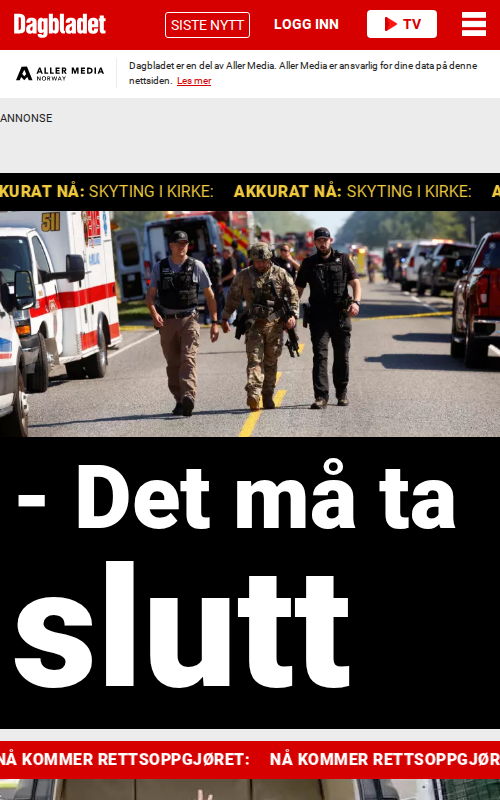 Dagbladet
SISTE NYTT
LOGG INN
TV
ALLER MEDIA
NORWAY
Dagbladet er en del av Aller Media. Aller Media er ansvarlig for dine data på denne
nettsiden. Les mer
ANNONSE
KURAT NÅ: SKYTING I KIRKE: AKKURAT NÅ: SKYTING I KIRKE: A
511
- Det må ta
slutt
NÅ KOMMER RETTSOPPGJØRET: NÅ KOMMER RETTSOPPGJØR